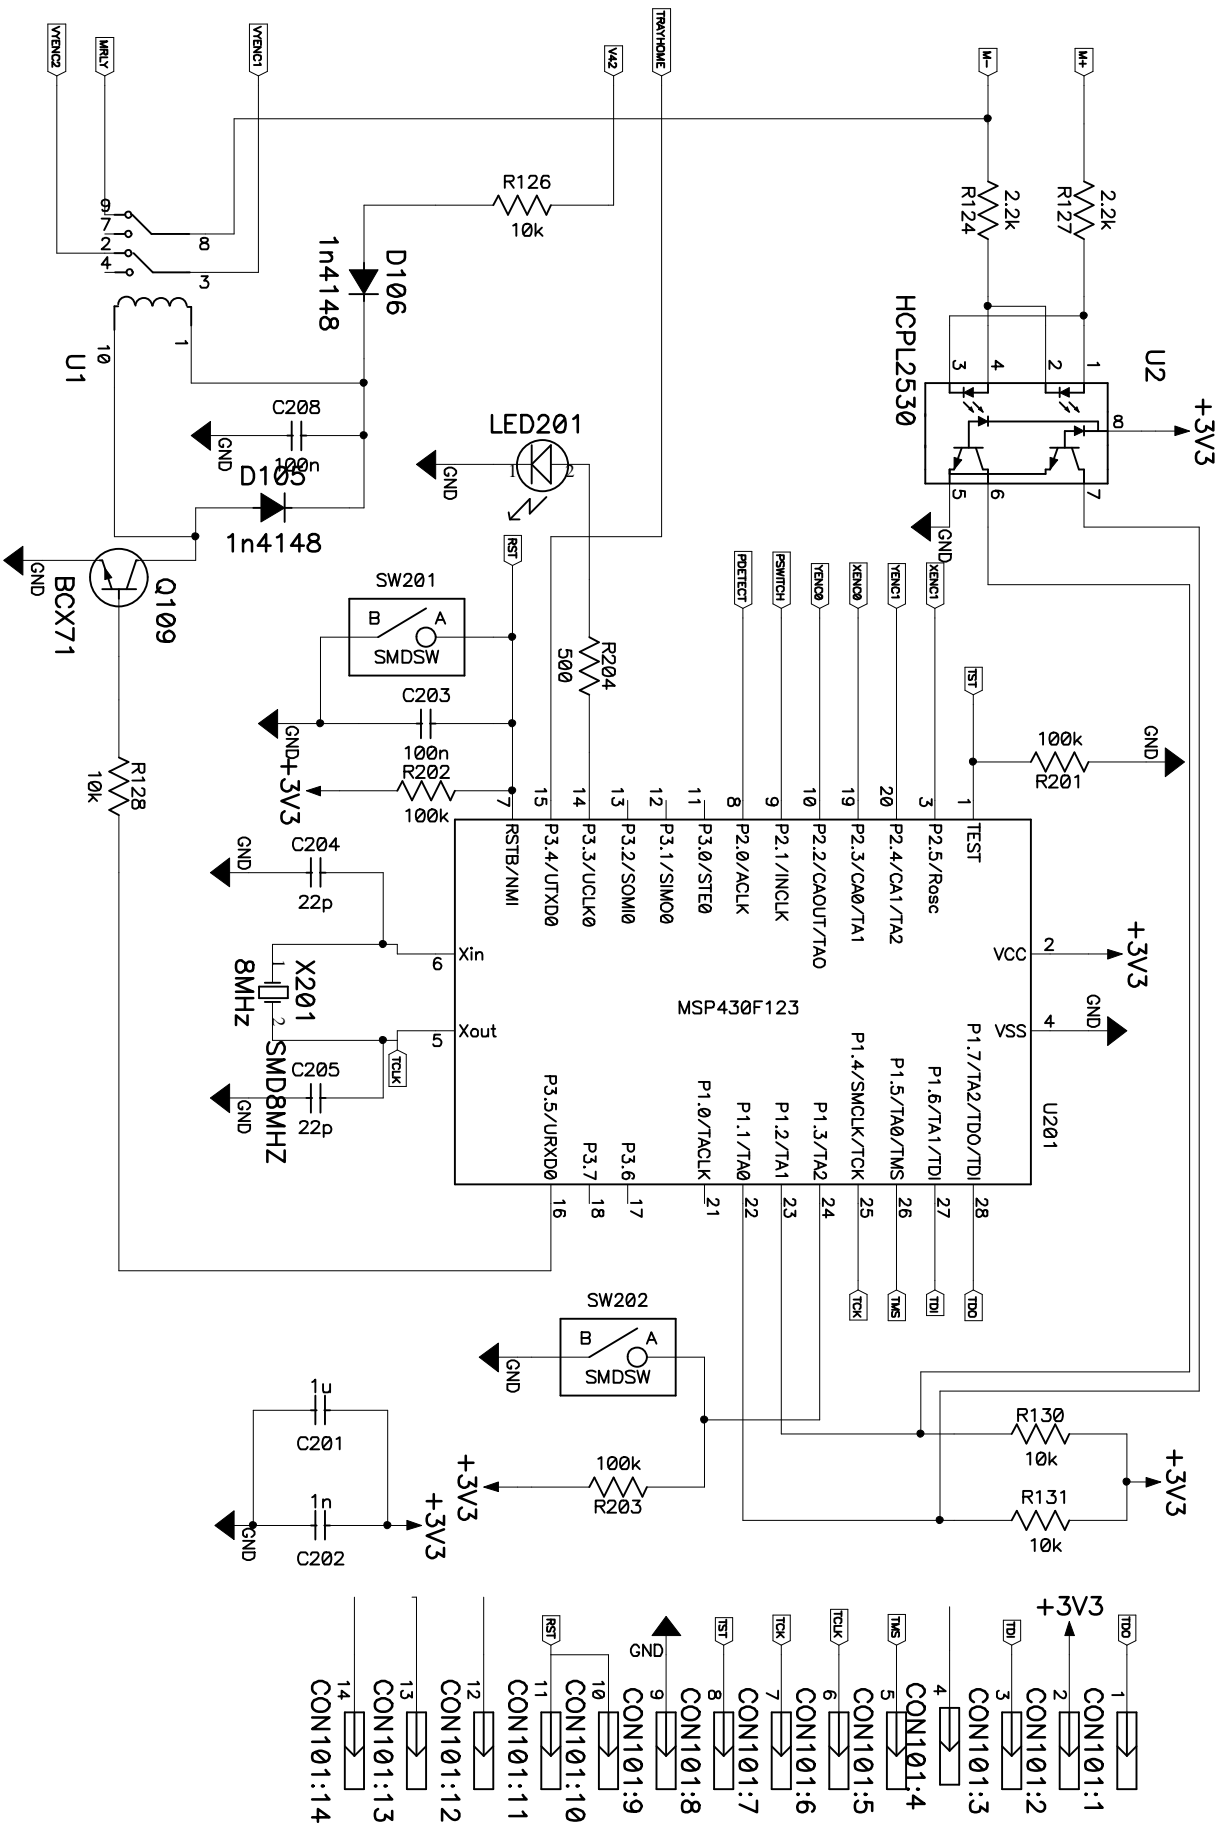 VYENC2
MRLY
VYENC1
V42
TRAYHOME
M-
M+
R126
10k
2.2k
R124
2.2k
R127
9
7
2
4
8
3
1n4148
D106
HCPL2530
U2
+3V3
3
4
2
1
8
5
6
7
GND
U1
10
1
C208
100n
GND
D105
1n4148
LED201
1
2
GND
RST
GND
BCX71
Q109
SW201
B
A
SMDSW
500
R204
C203
100n
GND
+3V3
R202
100k
R128
10k
PDETECT
PSWITCH
YENC0
XENC0
YENC1
XENC1
TST
100k
R201
GND
7
15
14
13
12
11
8
9
10
19
20
3
1
RSTB/NMI
P3.4/UTXD0
P3.3/UCLK0
P3.2/SOMI0
P3.1/SIMO0
P3.0/STE0
P2.0/ACLK
P2.1/INCLK
P2.2/CAOUT/TAO
P2.3/CA0/TA1
P2.4/CA1/TA2
P2.5/Rosc
TEST
GND
C204
22p
Xin
6
VCC
2
+3V3
8MHz
X201
1
2
SMD8MHZ
MSP430F123
Xout
5
VSS
4
GND
TCLK
C205
22p
GND
U201
P3.5/URXD0
P3.7
P3.6
P1.0/TACLK
P1.1/TA0
P1.2/TA1
P1.3/TA2
P1.4/SMCLK/TCK
P1.5/TA0/TMS
P1.6/TA1/TDI
P1.7/TA2/TDO/TDI
16
18
17
21
22
23
24
25
26
27
28
TCK
TMS
TDI
TDO
SW202
B
A
SMDSW
GND
1u
C201
1n
C202
GND
+3V3
+3V3
100k
R203
R130
10k
R131
10k
+3V3
RST
GND
TST
TCK
TCLK
TMS
TDI
+3V3
TDO
14
13
12
11
10
9
8
7
6
5
4
3
2
1
CON101:14
CON101:13
CON101:12
CON101:11
CON101:10
CON101:9
CON101:8
CON101:7
CON101:6
CON101:5
CON101:4
CON101:3
CON101:2
CON101:1